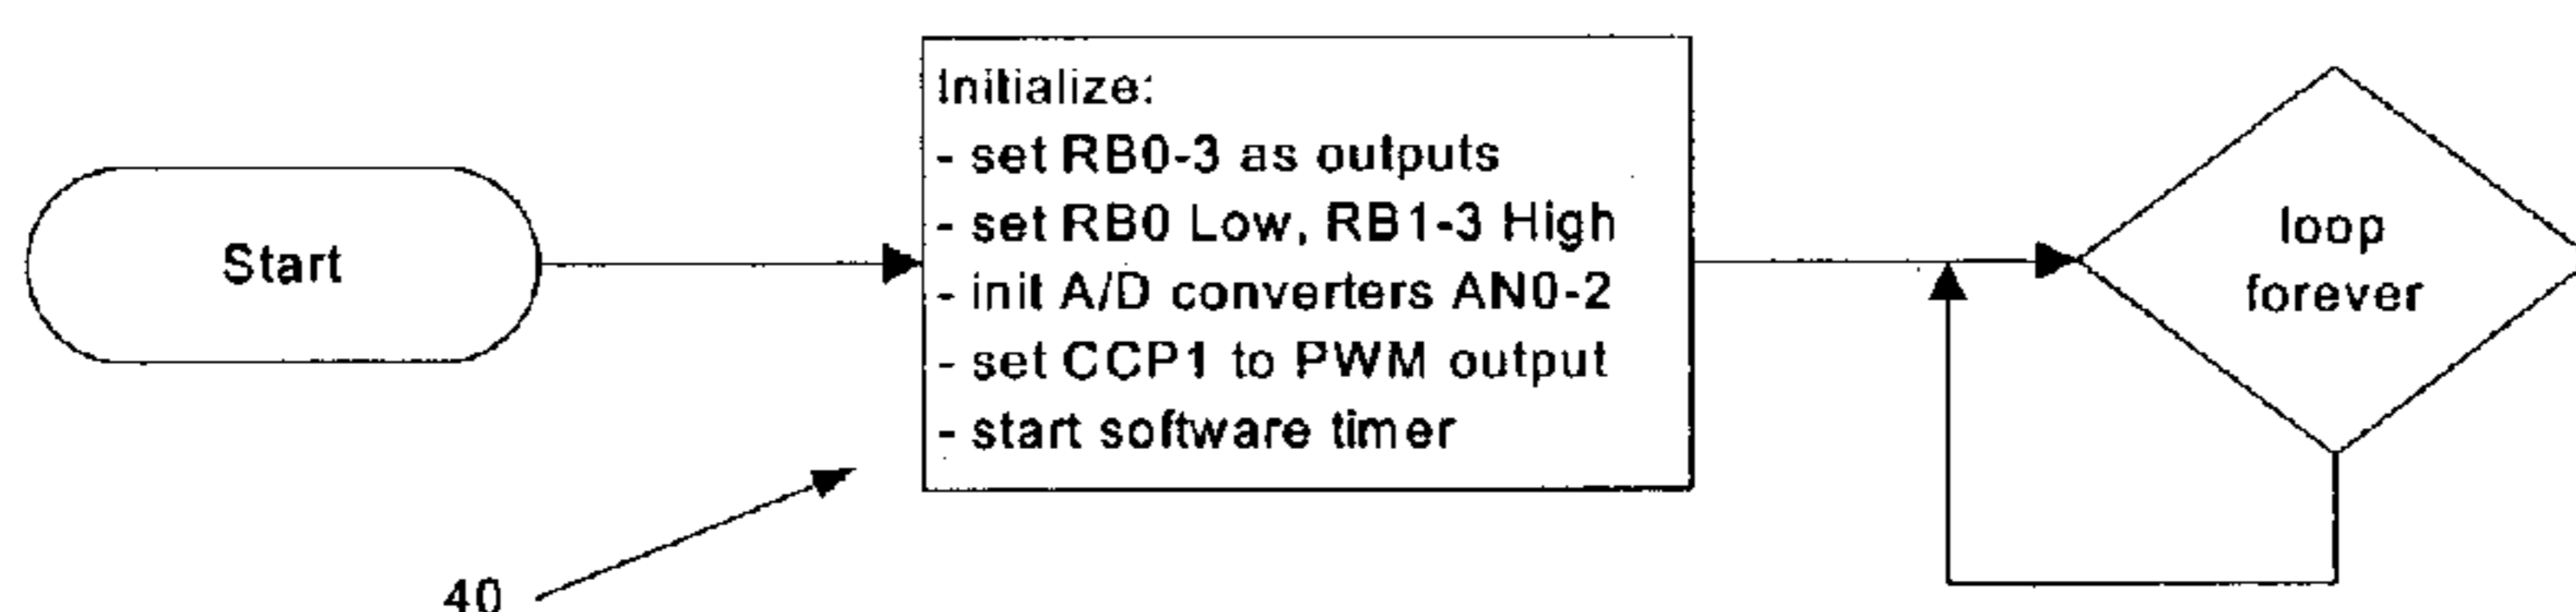 Start
Initialize:
- set RB0-3 as outputs
- set RB0 Low, RB1-3 High
- init A/D converters AN0-2
- set CCP1 to PWM output
- start software timer
loop
forever
40